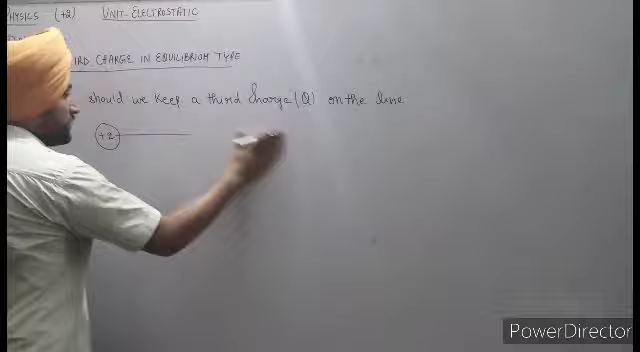 PHYSICS (+2) UNIT-ELECTROSTATIC
IRD CHARGE IN EQUILIBRIUM TYPE
should we keep a third charge (Q) on the line
+2
PowerDirector